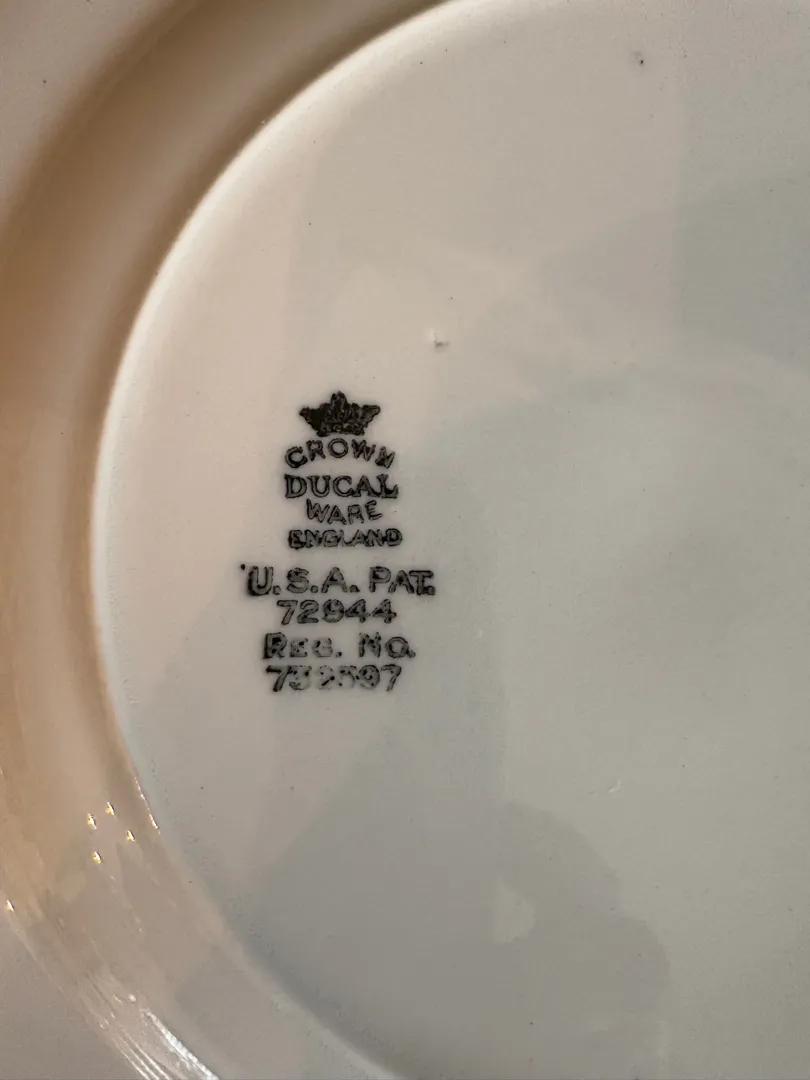 CROWN
DUCAL
WARE
ENGLAND
U.S.A. PAT.
72944
REG. NO.
732597